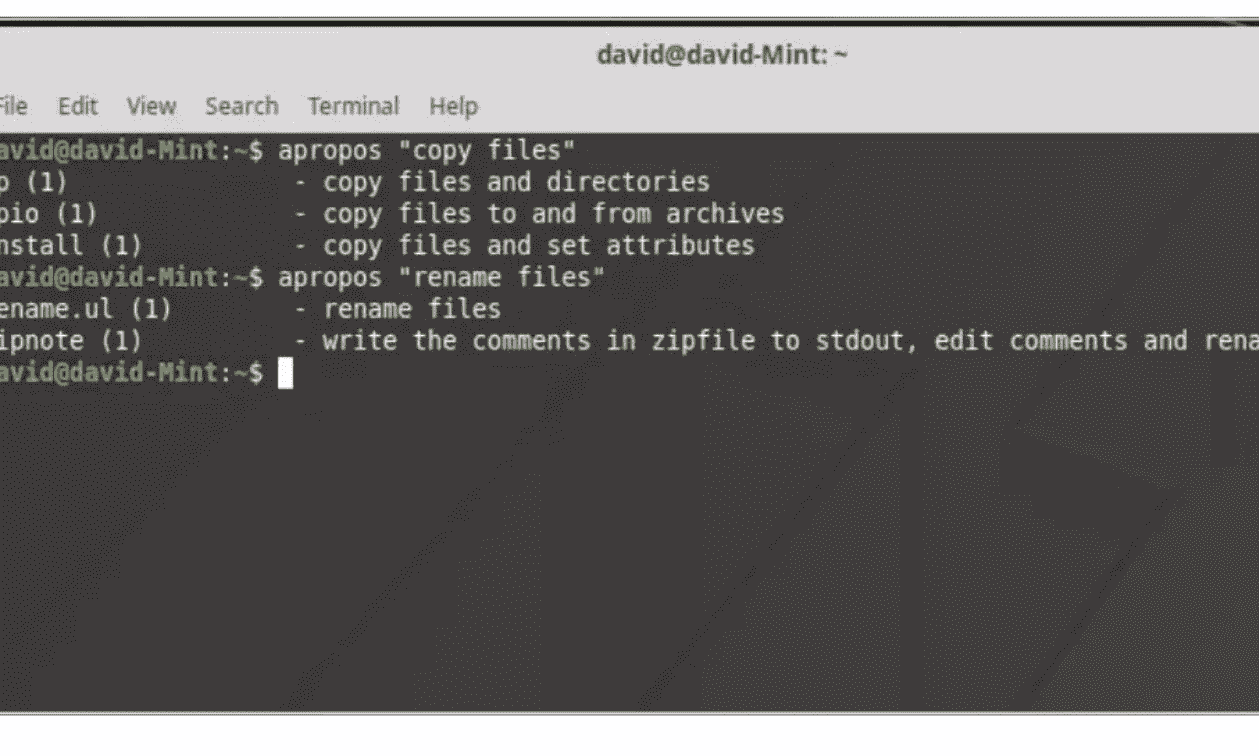 david@david-Mint: ~
File Edit View Search Terminal Help
avid@david-Mint:~$ apropos "copy files"
p (1) - copy files and directories
pio (1) - copy files to and from archives
nstall (1) - copy files and set attributes
avid@david-Mint:~$ apropos "rename files"
ename.ul (1) - rename files
ipnote (1) - write the comments in zipfile to stdout, edit comments and rena
avid@david-Mint:~$